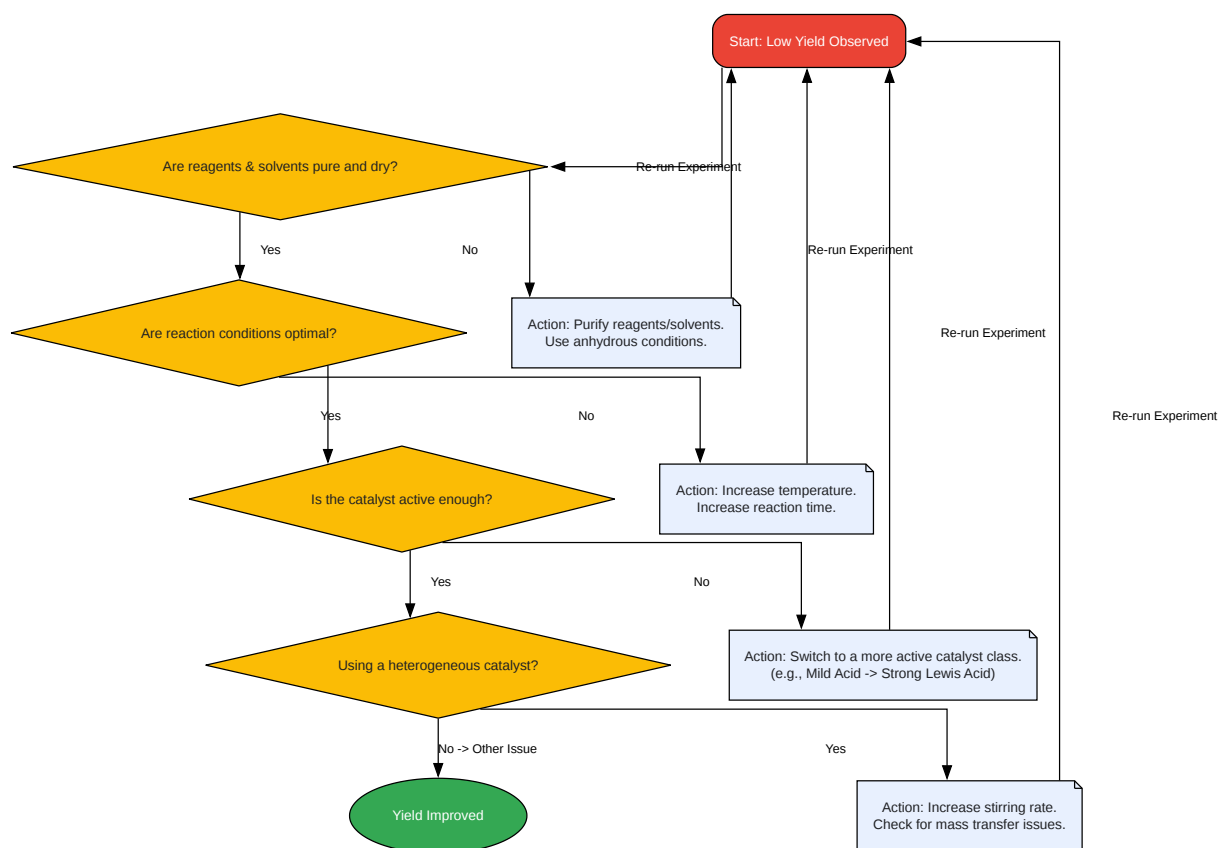 Start: Low Yield Observed
Are reagents & solvents pure and dry?
Re-run Experiment
Yes
No
Re-run Experiment
Action: Purify reagents/solvents.
Use anhydrous conditions.
Are reaction conditions optimal?
Re-run Experiment
Yes
No
Re-run Experiment
Action: Increase temperature.
Increase reaction time.
Is the catalyst active enough?
Yes
No
Action: Switch to a more active catalyst class.
(e.g., Mild Acid -> Strong Lewis Acid)
Using a heterogeneous catalyst?
No -> Other Issue
Yes
Yield Improved
Action: Increase stirring rate.
Check for mass transfer issues.